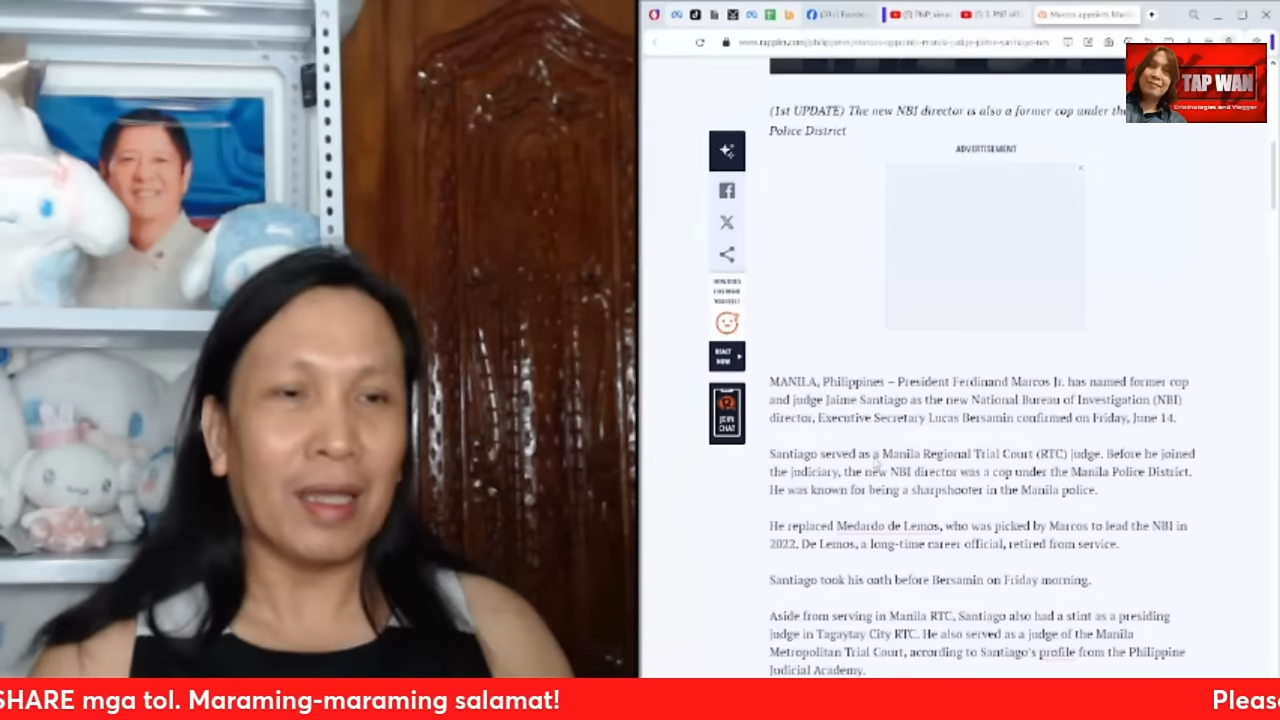 (1st UPDATE) The new NBI director is also a former cop under the
Police District
ADVERTISEMENT
TAP WAN
Criminologist and Vlogger
REACT
NOW
JOIN
CHAT
MANILA, Philippines – President Ferdinand Marcos Jr. has named former cop
and judge Jaime Santiago as the new National Bureau of Investigation (NBI)
director, Executive Secretary Lucas Bersamin confirmed on Friday, June 14.
Santiago served as a Manila Regional Trial Court (RTC) judge. Before he joined
the judiciary, the new NBI director was a cop under the Manila Police District.
He was known for being a sharpshooter in the Manila police.
He replaced Medardo de Lemos, who was picked by Marcos to lead the NBI in
2022. De Lemos, a long-time career official, retired from service.
Santiago took his oath before Bersamin on Friday morning.
Aside from serving in Manila RTC, Santiago also had a stint as a presiding
judge in Tagaytay City RTC. He also served as a judge of the Manila
Metropolitan Trial Court, according to Santiago's profile from the Philippine
Judicial Academy.
SHARE mga tol. Maraming-maraming salamat!
Please